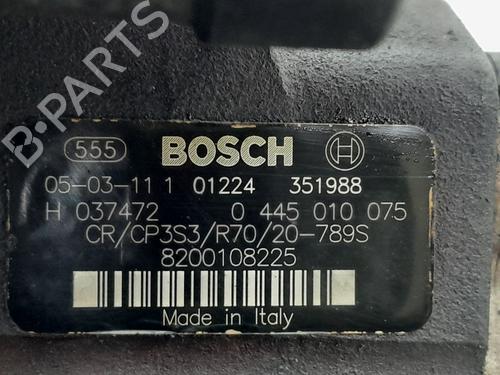 B-PARTS
555 BOSCH H
05-03-11 1 01224 351988
H 037472 0 445 010 075
CR/CP3S3/R70/20-789S
8200108225
Made in Italy